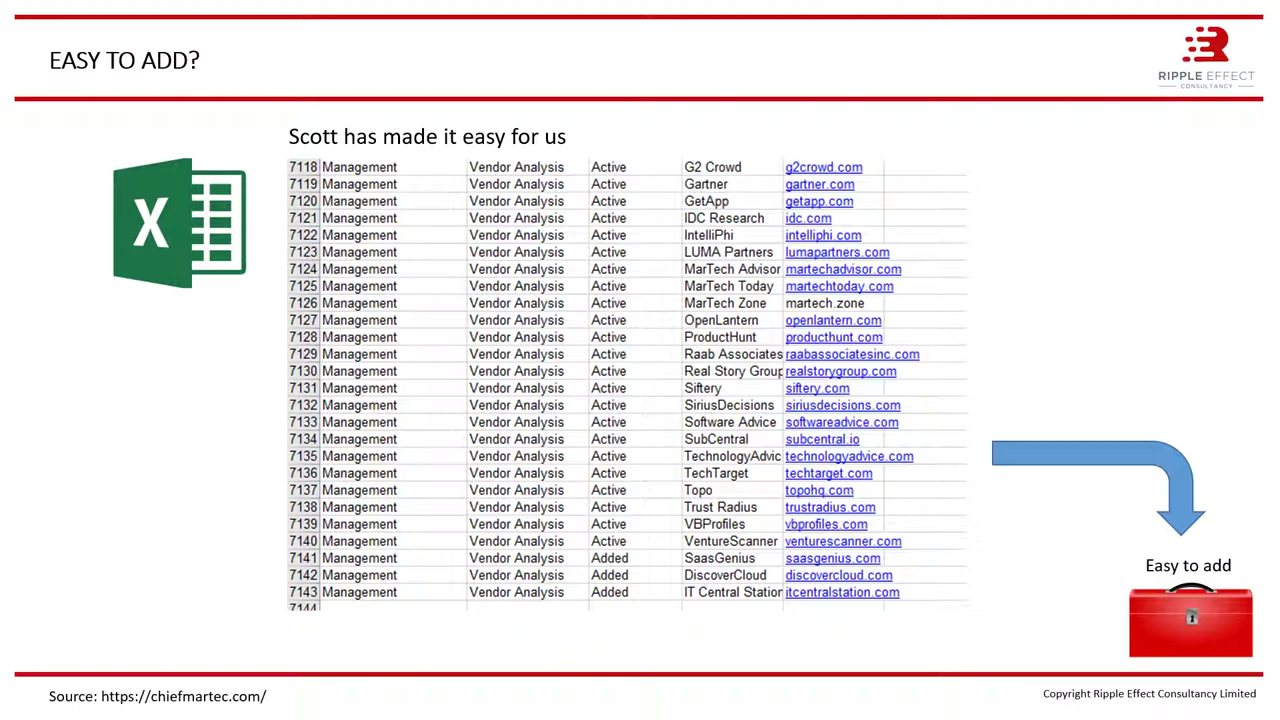 EASY TO ADD?
RIPPLE EFFECT
CONSULTANCY
Scott has made it easy for us
X
7118 Management Vendor Analysis Active G2 Crowd g2crowd.com
7119 Management Vendor Analysis Active Gartner gartner.com
7120 Management Vendor Analysis Active GetApp getapp.com
7121 Management Vendor Analysis Active IDC Research idc.com
7122 Management Vendor Analysis Active IntelliPhi intelliphi.com
7123 Management Vendor Analysis Active LUMA Partners lumapartners.com
7124 Management Vendor Analysis Active MarTech Advisor martechadvisor.com
7125 Management Vendor Analysis Active MarTech Today martechtoday.com
7126 Management Vendor Analysis Active MarTech Zone martech.zone
7127 Management Vendor Analysis Active OpenLantern openlantern.com
7128 Management Vendor Analysis Active ProductHunt producthunt.com
7129 Management Vendor Analysis Active Raab Associates raabassociatesinc.com
7130 Management Vendor Analysis Active Real Story Group realstorygroup.com
7131 Management Vendor Analysis Active Siftery siftery.com
7132 Management Vendor Analysis Active SiriusDecisions siriusdecisions.com
7133 Management Vendor Analysis Active Software Advice softwareadvice.com
7134 Management Vendor Analysis Active SubCentral subcentral.io
7135 Management Vendor Analysis Active TechnologyAdvic technologyadvice.com
7136 Management Vendor Analysis Active TechTarget techtarget.com
7137 Management Vendor Analysis Active Topo topohq.com
7138 Management Vendor Analysis Active Trust Radius trustradius.com
7139 Management Vendor Analysis Active VBProfiles vbprofiles.com
7140 Management Vendor Analysis Active VentureScanner venturescanner.com
7141 Management Vendor Analysis Added SaasGenius saasgenius.com
7142 Management Vendor Analysis Added DiscoverCloud discovercloud.com
7143 Management Vendor Analysis Added IT Central Station itcentralstation.com
7144
Easy to add
Source: https://chiefmartec.com/
Copyright Ripple Effect Consultancy Limited